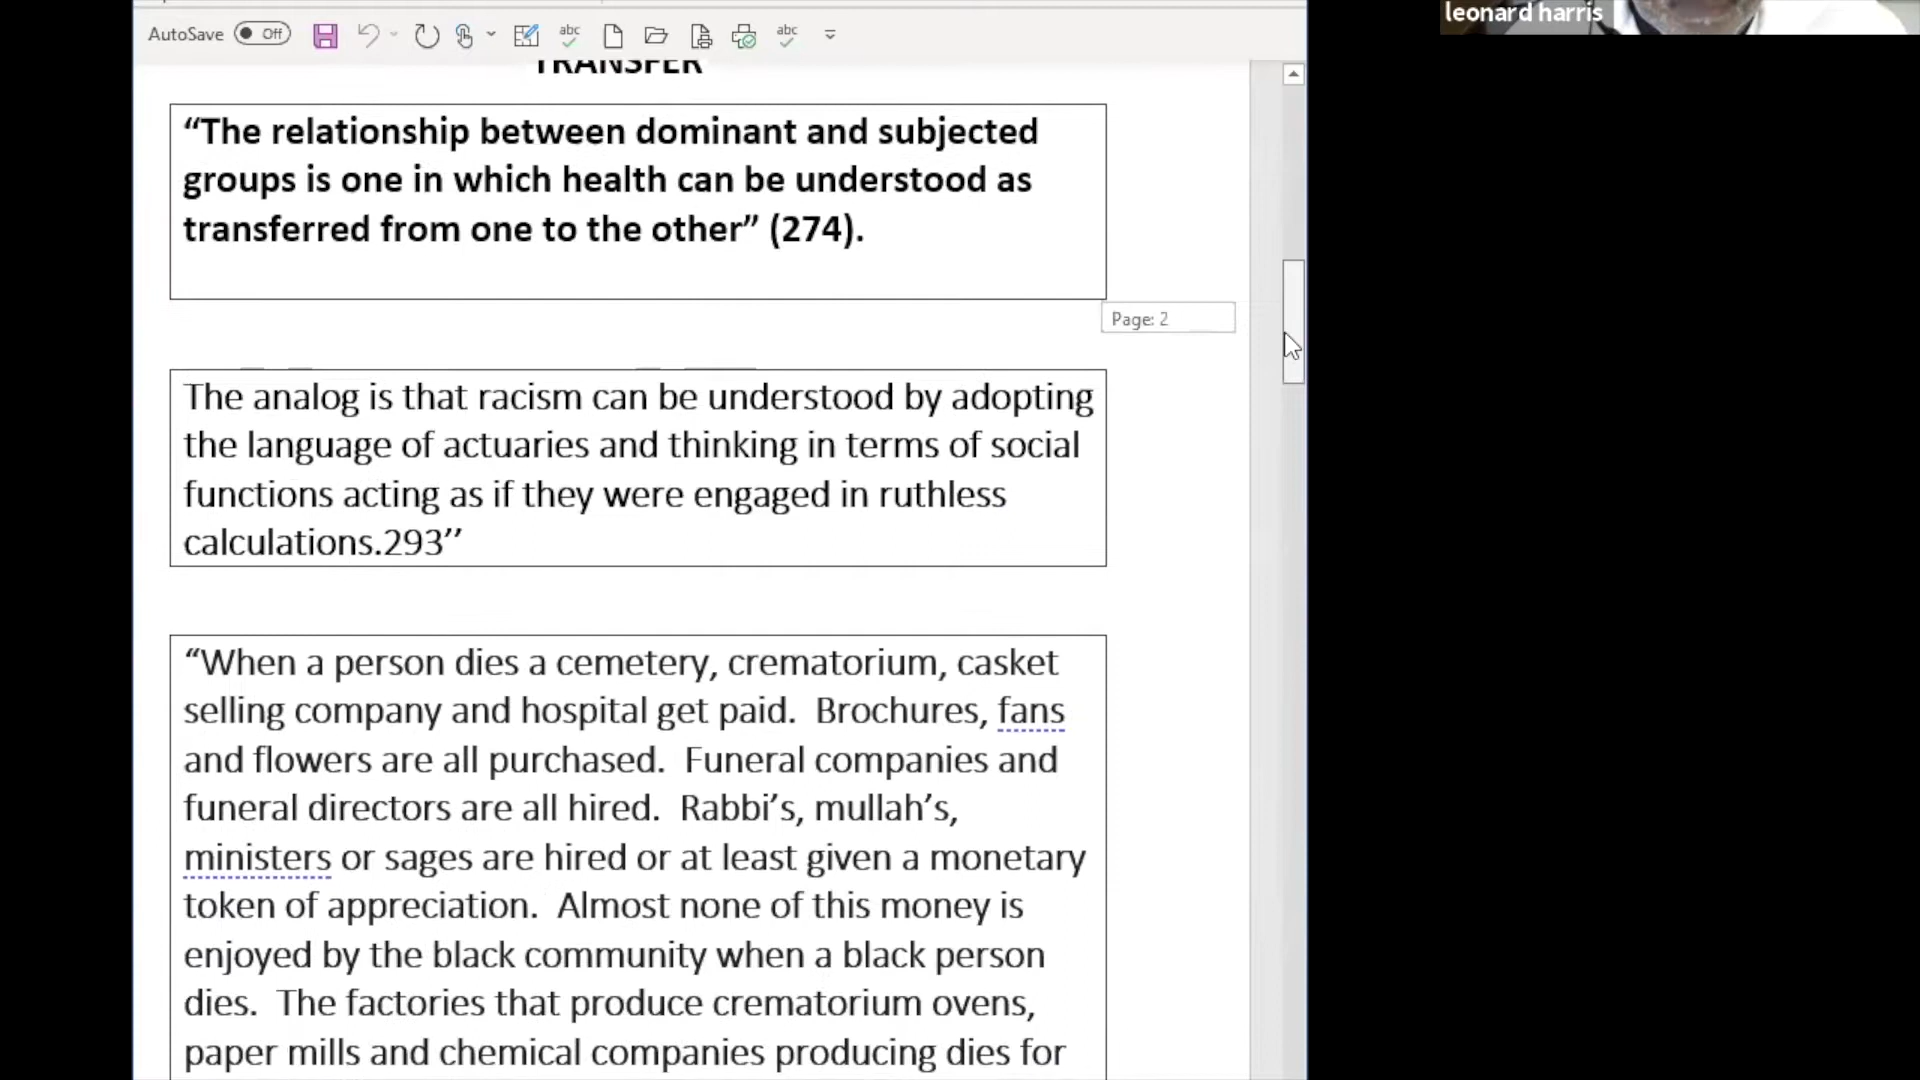 leonard harris
AutoSave Off abc abc
TRANSFER
“The relationship between dominant and subjected
groups is one in which health can be understood as
transferred from one to the other” (274).
Page: 2
The analog is that racism can be understood by adopting
the language of actuaries and thinking in terms of social
functions acting as if they were engaged in ruthless
calculations.293’’
“When a person dies a cemetery, crematorium, casket
selling company and hospital get paid.  Brochures, fans
and flowers are all purchased.  Funeral companies and
funeral directors are all hired.  Rabbi’s, mullah’s,
ministers or sages are hired or at least given a monetary
token of appreciation.  Almost none of this money is
enjoyed by the black community when a black person
dies.  The factories that produce crematorium ovens,
paper mills and chemical companies producing dies for